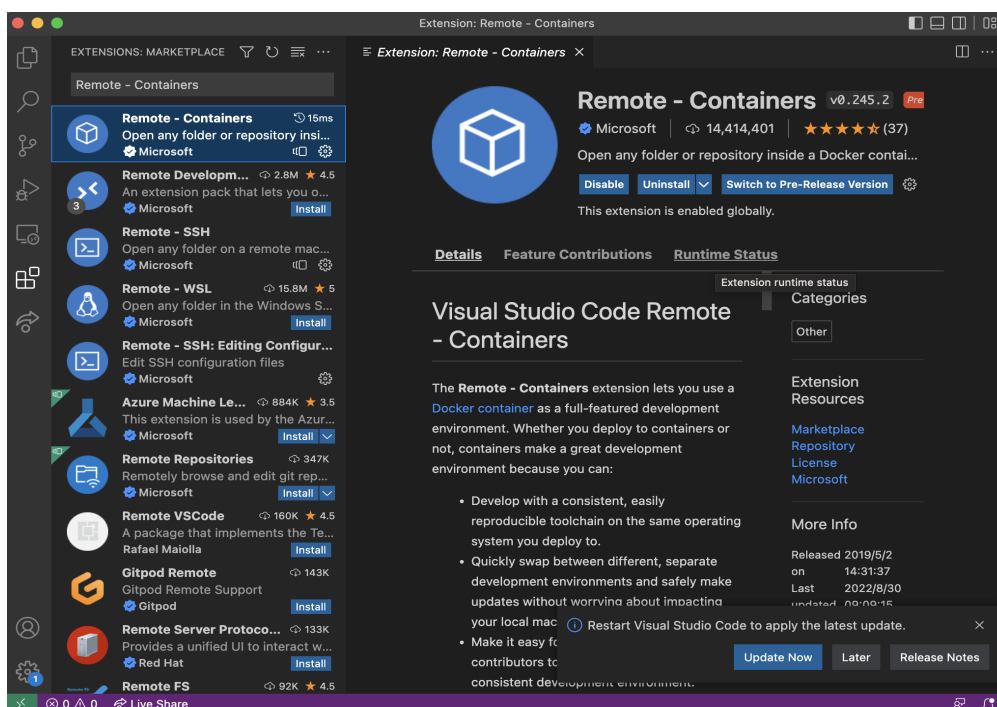 Extension: Remote - Containers
EXTENSIONS: MARKETPLACE
Remote - Containers
Remote - Containers 15ms
Open any folder or repository insi...
Microsoft
Remote Developm... 2.8M ★ 4.5
An extension pack that lets you o...
3
Microsoft Install
Remote - SSH
Open any folder on a remote mac...
Microsoft
Remote - WSL 15.8M ★ 5
Open any folder in the Windows S...
Microsoft Install
Remote - SSH: Editing Configur...
Edit SSH configuration files
Microsoft
Azure Machine Le... 884K ★ 3.5
This extension is used by the Azur...
Microsoft Install
Remote Repositories 347K
Remotely browse and edit git rep...
Microsoft Install
Remote VSCode 160K ★ 4.5
A package that implements the Te...
Rafael Maiolla Install
Gitpod Remote 143K
Gitpod Remote Support
Gitpod Install
Remote Server Protoco... 133K
Provides a unified UI to interact w...
Red Hat Install
Remote FS 92K ★ 4.5
1
Extension: Remote - Containers
Remote - Containers v0.245.2 Pre
Microsoft 14,414,401 (37)
Open any folder or repository inside a Docker contai...
Disable Uninstall Switch to Pre-Release Version
This extension is enabled globally.
Details Feature Contributions Runtime Status
Extension runtime status
Visual Studio Code Remote
- Containers
The Remote - Containers extension lets you use a
Docker container as a full-featured development
environment. Whether you deploy to containers or
not, containers make a great development
environment because you can:
• Develop with a consistent, easily
reproducible toolchain on the same operating
system you deploy to.
• Quickly swap between different, separate
development environments and safely make
updates without worrying about impacting
your local mac
• Make it easy fo
contributors to
consistent development environment.
Categories
Other
Extension
Resources
Marketplace
Repository
License
Microsoft
More Info
Released 2019/5/2
on 14:31:37
Last 2022/8/30
updated 09:09:15
Restart Visual Studio Code to apply the latest update.
Update Now Later Release Notes
0 0 Live Share